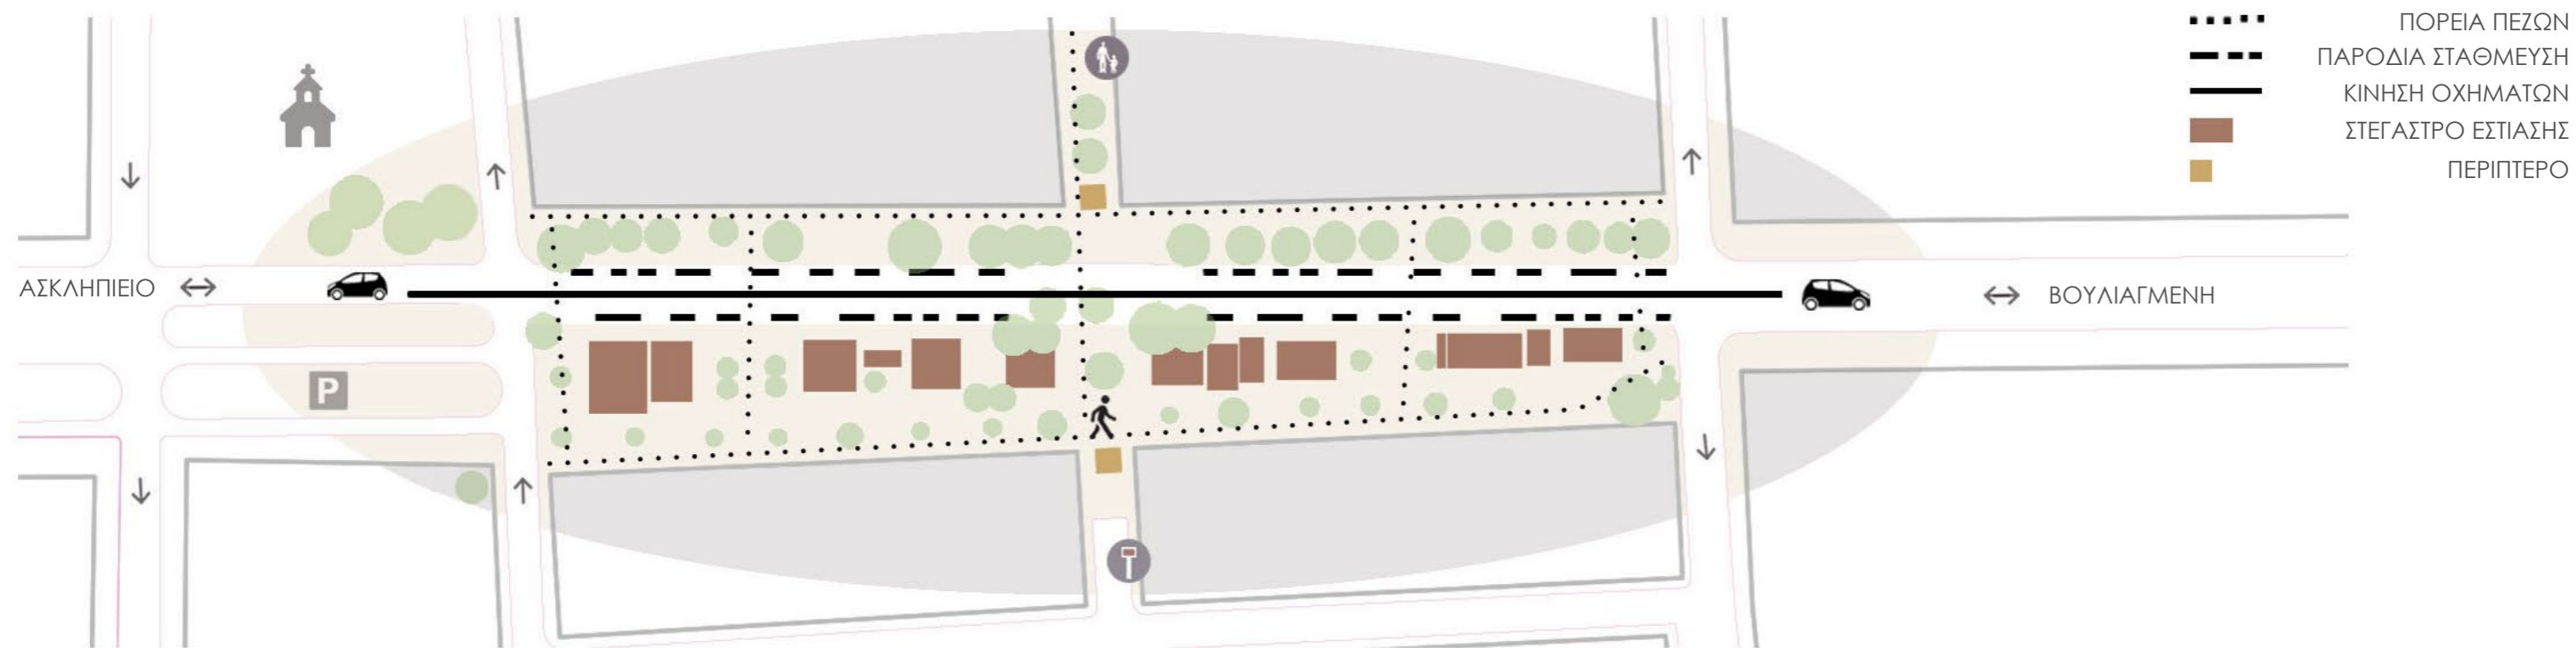 ΠΟΡΕΙΑ ΠΕΖΩΝ
ΠΑΡΟΔΙΑ ΣΤΑΘΜΕΥΣΗ
ΚΙΝΗΣΗ ΟΧΗΜΑΤΩΝ
ΣΤΕΓΑΣΤΡΟ ΕΣΤΙΑΣΗΣ
ΠΕΡΙΠΤΕΡΟ
ΑΣΚΛΗΠΙΕΙΟ
ΒΟΥΛΙΑΓΜΕΝΗ
P